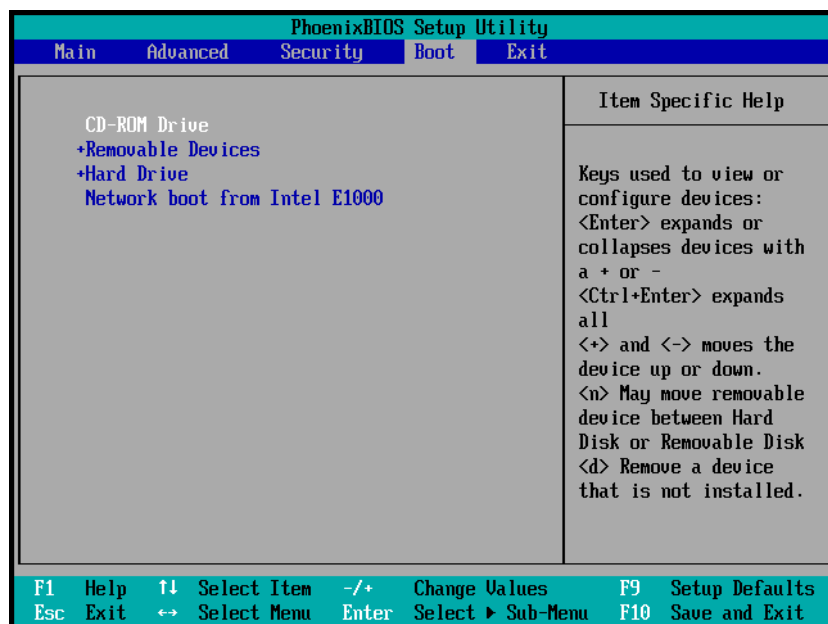 PhoenixBIOS Setup Utility
Main Advanced Security Boot Exit
CD-ROM Drive
+Removable Devices
+Hard Drive
Network boot from Intel E1000
Item Specific Help
Keys used to view or
configure devices:
<Enter> expands or
collapses devices with
a + or -
<Ctrl+Enter> expands
all
<+> and <-> moves the
device up or down.
<n> May move removable
device between Hard
Disk or Removable Disk
<d> Remove a device
that is not installed.
F1 Help ↑↓ Select Item -/+ Change Values F9 Setup Defaults
Esc Exit ↔ Select Menu Enter Select ▶ Sub-Menu F10 Save and Exit